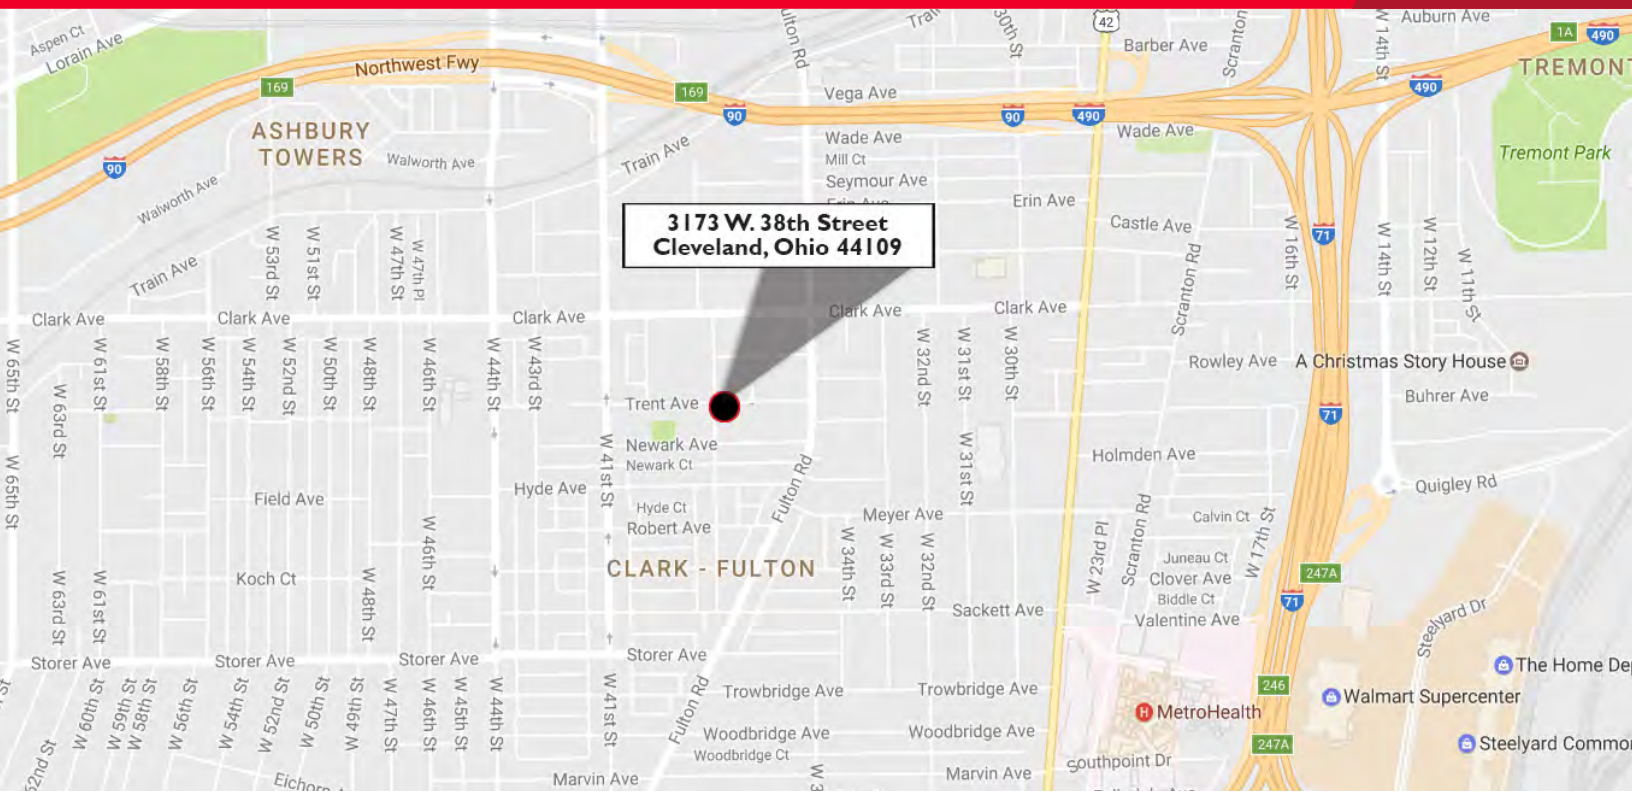 Aspen Ct
Lorain Ave
Northwest Fwy
169
169
90
90
90
490
42
30th St
Barber Ave
Auburn Ave
W 14th St
1A
490
490
TREMONT
Vega Ave
Wade Ave
Wade Ave
Mill Ct
Seymour Ave
Erin Ave
Erin Ave
Castle Ave
Tremont Park
ASHBURY
TOWERS
Walworth Ave
Walworth Ave
Train Ave
Train Ave
3173 W. 38th Street
Cleveland, Ohio 44109
W 53rd St
W 51st St
W 47th St
W 47th Pl
Scranton Rd
W 16th St
71
W 14th St
W 12th St
W 11th St
Clark Ave
Clark Ave
Clark Ave
Clark Ave
Clark Ave
W 65th St
W 63rd St
W 61st St
W 58th St
W 56th St
W 54th St
W 52nd St
W 50th St
W 48th St
W 46th St
W 44th St
W 43rd St
W 32nd St
W 31st St
W 30th St
Rowley Ave
A Christmas Story House
Buhrer Ave
71
Trent Ave
Newark Ave
Newark Ct
W 41st St
W 31st St
Holmden Ave
Quigley Rd
W 65th St
Field Ave
Hyde Ave
Hyde Ct
Robert Ave
Fulton Rd
Meyer Ave
Calvin Ct
W 17th St
Scranton Rd
W 23rd Pl
W 46th St
CLARK - FULTON
W 34th St
W 33rd St
W 32nd St
Juneau Ct
Clover Ave
Biddle Ct
Valentine Ave
247A
71
Koch Ct
W 63rd St
W 61st St
W 48th St
Sackett Ave
Steelyard Dr
Storer Ave
Storer Ave
Storer Ave
Storer Ave
The Home De
W 60th St
W 59th St
W 58th St
W 56th St
W 54th St
W 52nd St
W 50th St
W 49th St
W 47th St
W 46th St
W 45th St
W 44th St
W 41st St
Fulton Rd
Trowbridge Ave
Trowbridge Ave
246
Walmart Supercenter
MetroHealth
Woodbridge Ave
Woodbridge Ave
Woodbridge Ct
247A
Steelyard Commo
Southpoint Dr
Marvin Ave
Marvin Ave